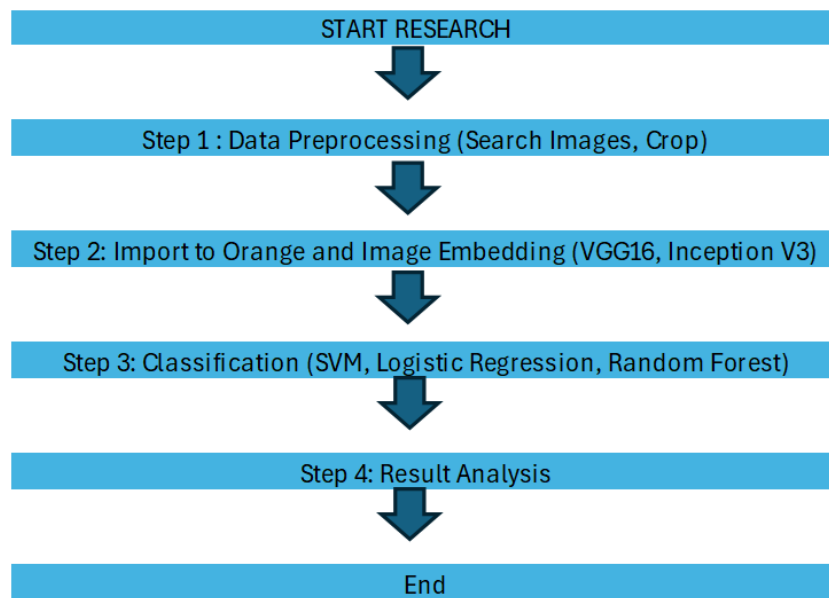 START RESEARCH
Step 1 : Data Preprocessing (Search Images, Crop)
Step 2: Import to Orange and Image Embedding (VGG16, Inception V3)
Step 3: Classification (SVM, Logistic Regression, Random Forest)
Step 4: Result Analysis
End